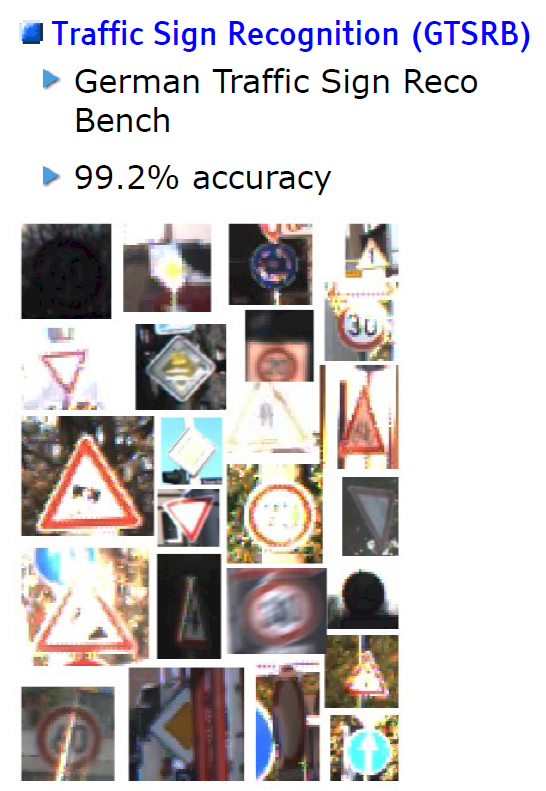 Traffic Sign Recognition (GTSRB)
German Traffic Sign Reco
Bench
99.2% accuracy
30